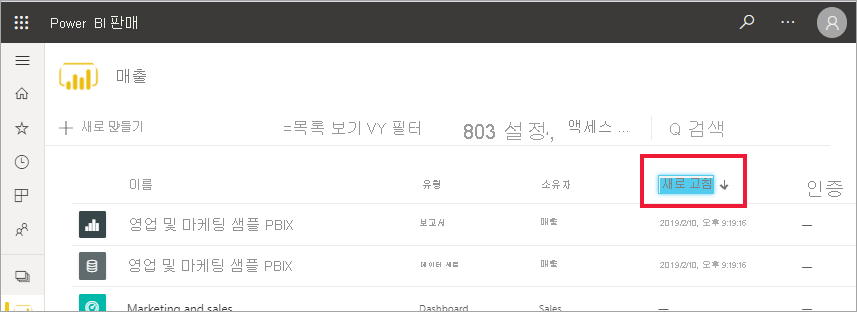 Power BI 판매
매출
새로 만들기 =목록 보기 VY 필터 803 설정,, 액세스 ... Q 검색
이름 유형 소유자 새로 고침 인증
영업 및 마케팅 샘플 PBIX 보고서 매출 2019/2/10, 오후 9:19:16 —
영업 및 마케팅 샘플 PBIX 데이터 세트 매출 2019/2/10, 오후 9:19:16 —
Marketing and sales Dashboard Sales — —